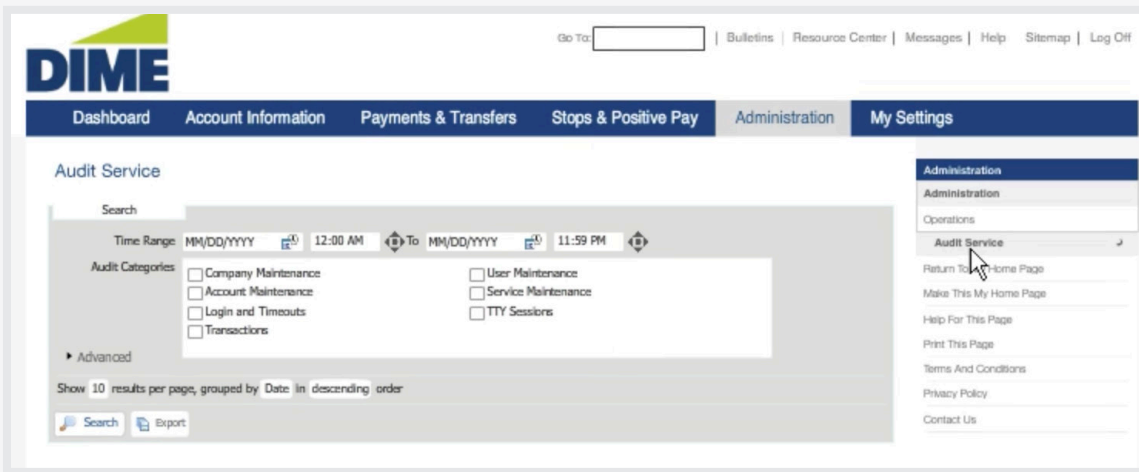 Go To: | Bulletins | Resource Center | Messages | Help Sitemap | Log Off
DIME
Dashboard Account Information Payments & Transfers Stops & Positive Pay Administration My Settings
Audit Service
Search
Time Range MM/DD/YYYY 12:00 AM To MM/DD/YYYY 11:59 PM
Audit Categories
Company Maintenance User Maintenance
Account Maintenance Service Maintenance
Login and Timeouts TTY Sessions
Transactions
Advanced
Show 10 results per page, grouped by Date in descending order
Search Export
Administration
Administration
Operations
Audit Service
Return To Home Page
Make This My Home Page
Help For This Page
Print This Page
Terms And Conditions
Privacy Policy
Contact Us